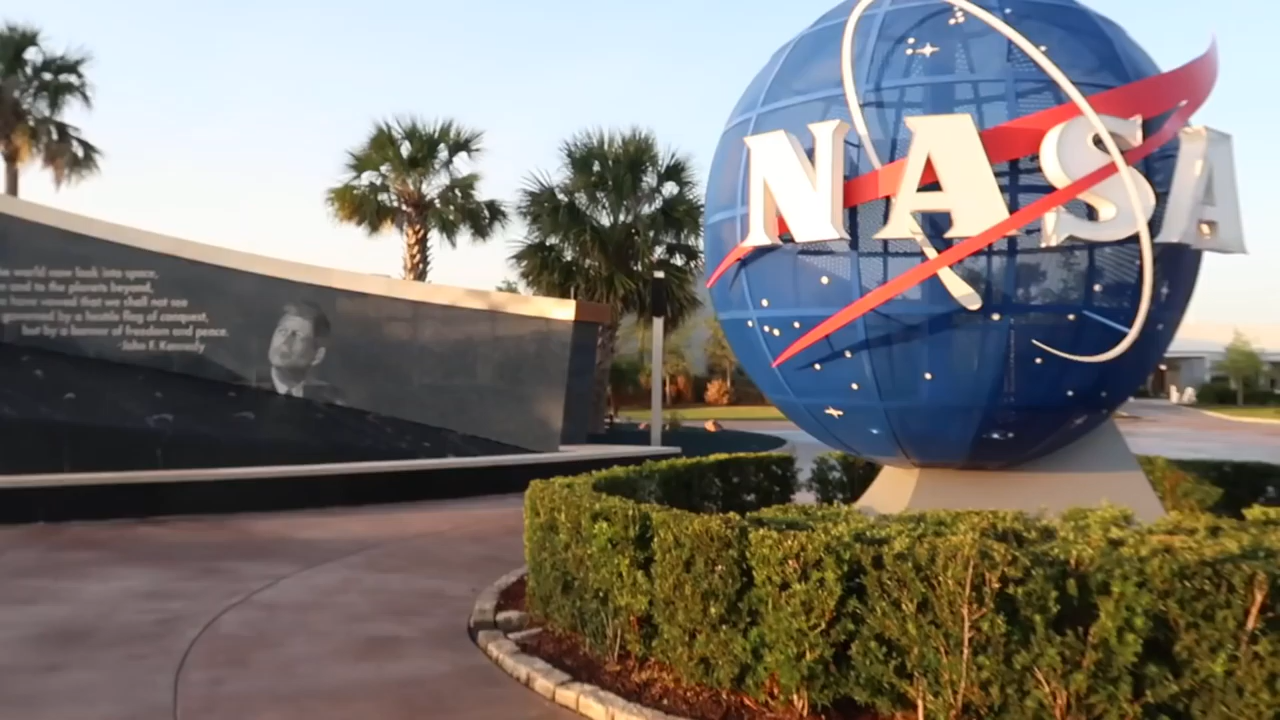 e world now look into space,
and to the planets beyond,
have vowed that we shall not see
governed by a hostile flag of conquest,
but by a banner of freedom and peace.
-John F. Kennedy
NASA